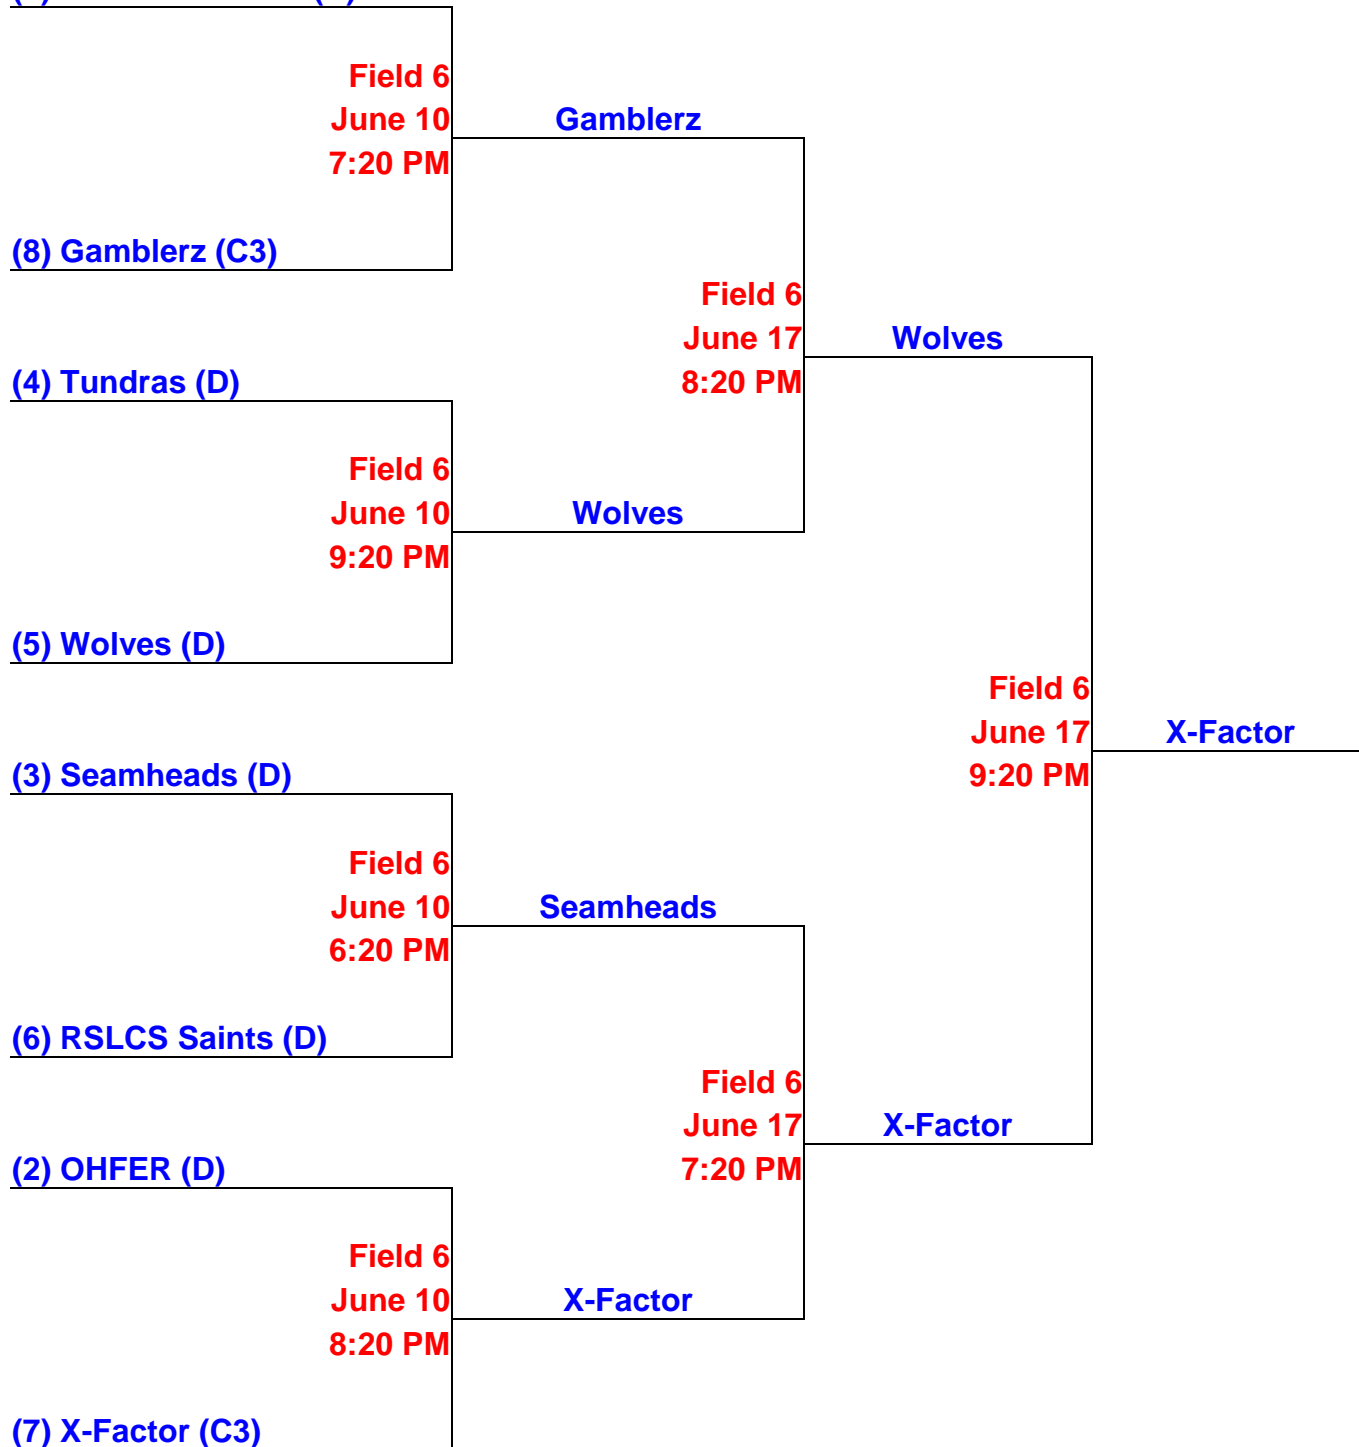 Field 6
June 10
Gamblerz
7:20 PM
(8) Gamblerz (C3)
Field 6
June 17
Wolves
(4) Tundras (D)
8:20 PM
Field 6
June 10
Wolves
9:20 PM
(5) Wolves (D)
Field 6
June 17
X-Factor
(3) Seamheads (D)
9:20 PM
Field 6
June 10
Seamheads
6:20 PM
(6) RSLCS Saints (D)
Field 6
June 17
X-Factor
(2) OHFER (D)
7:20 PM
Field 6
June 10
X-Factor
8:20 PM
(7) X-Factor (C3)